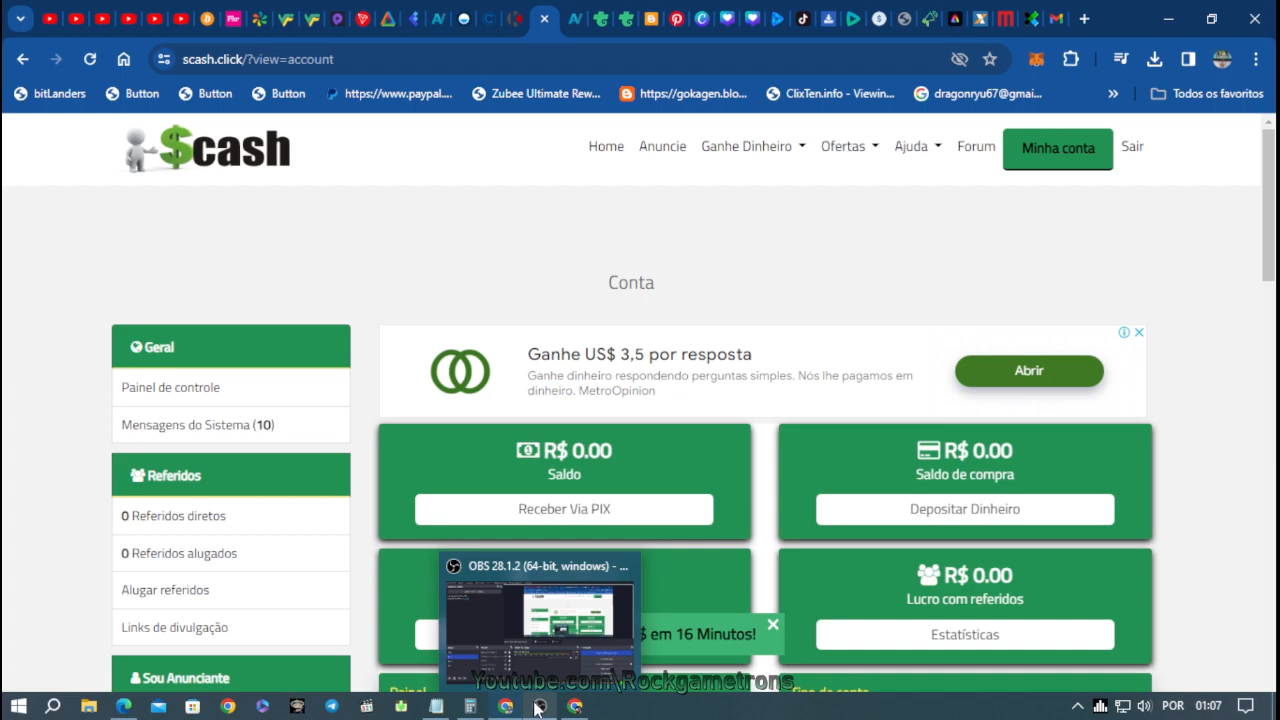 scash.click/?view=account
bitLanders
Button
Button
Button
https://www.paypal....
Zubee Ultimate Rew...
https://gokagen.blo...
ClixTen.info - Viewin...
dragonryu67@gmai...
»
Todos os favoritos
$cash
Home
Anuncie
Ganhe Dinheiro
Ofertas
Ajuda
Forum
Minha conta
Sair
Conta
Geral
Painel de controle
Mensagens do Sistema (10)
Referidos
0 Referidos diretos
0 Referidos alugados
Alugar referidos
Links de divulgação
Sou Anunciante
Ganhe US$ 3,5 por resposta
Ganhe dinheiro respondendo perguntas simples. Nós lhe pagamos em
dinheiro. MetroOpinion
Abrir
R$ 0.00
Saldo
Receber Via PIX
R$ 0.00
Saldo de compra
Depositar Dinheiro
OBS 28.1.2 (64-bit, windows) - ...
$ em 16 Minutos!
R$ 0.00
Lucro com referidos
Estatísticas
Youtube.com\Rockgametrons
POR
01:07